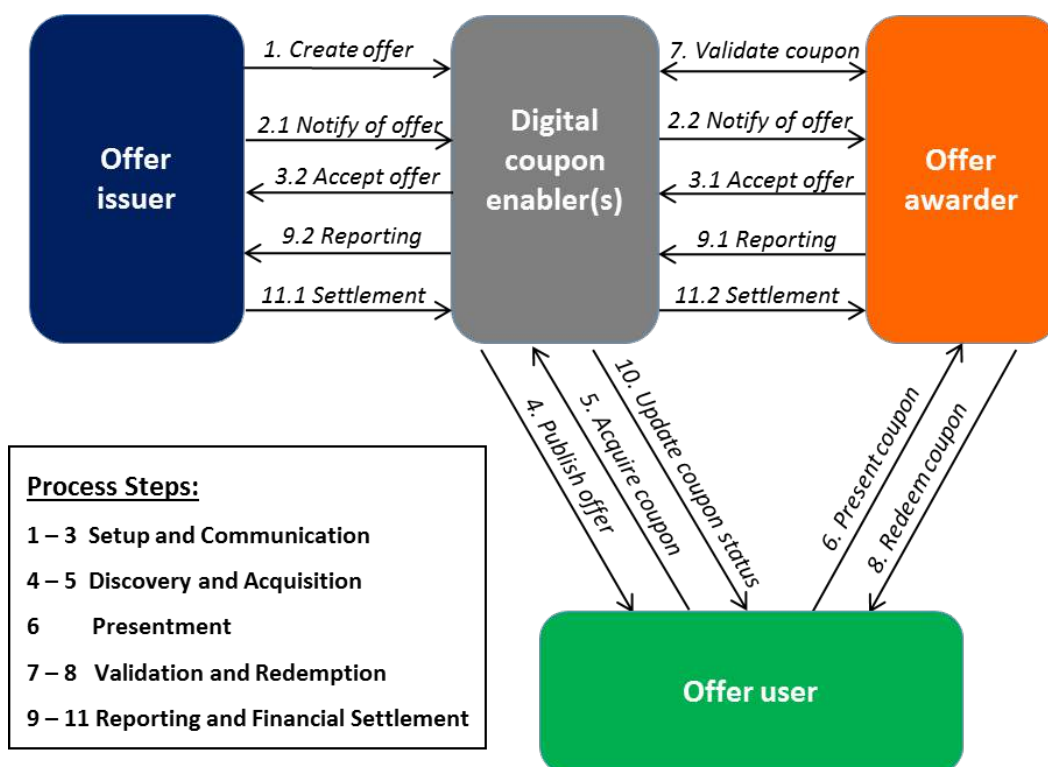 Offer
issuer
1. Create offer
2.1 Notify of offer
3.2 Accept offer
9.2 Reporting
11.1 Settlement
Digital
coupon
enabler(s)
7. Validate coupon
2.2 Notify of offer
3.1 Accept offer
9.1 Reporting
11.2 Settlement
Offer
awarder
4. Publish offer
5. Acquire coupon
10. Update coupon status
6. Present coupon
8. Redeem coupon
Process Steps:
1 – 3 Setup and Communication
4 – 5 Discovery and Acquisition
6 Presentment
7 – 8 Validation and Redemption
9 – 11 Reporting and Financial Settlement
Offer user